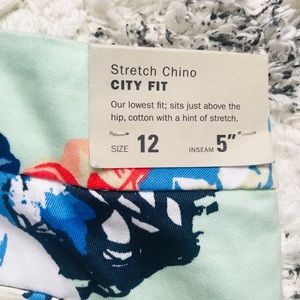 Stretch Chino
CITY FIT
Our lowest fit; sits just above the
hip, cotton with a hint of stretch.
SIZE 12 INSEAM 5"